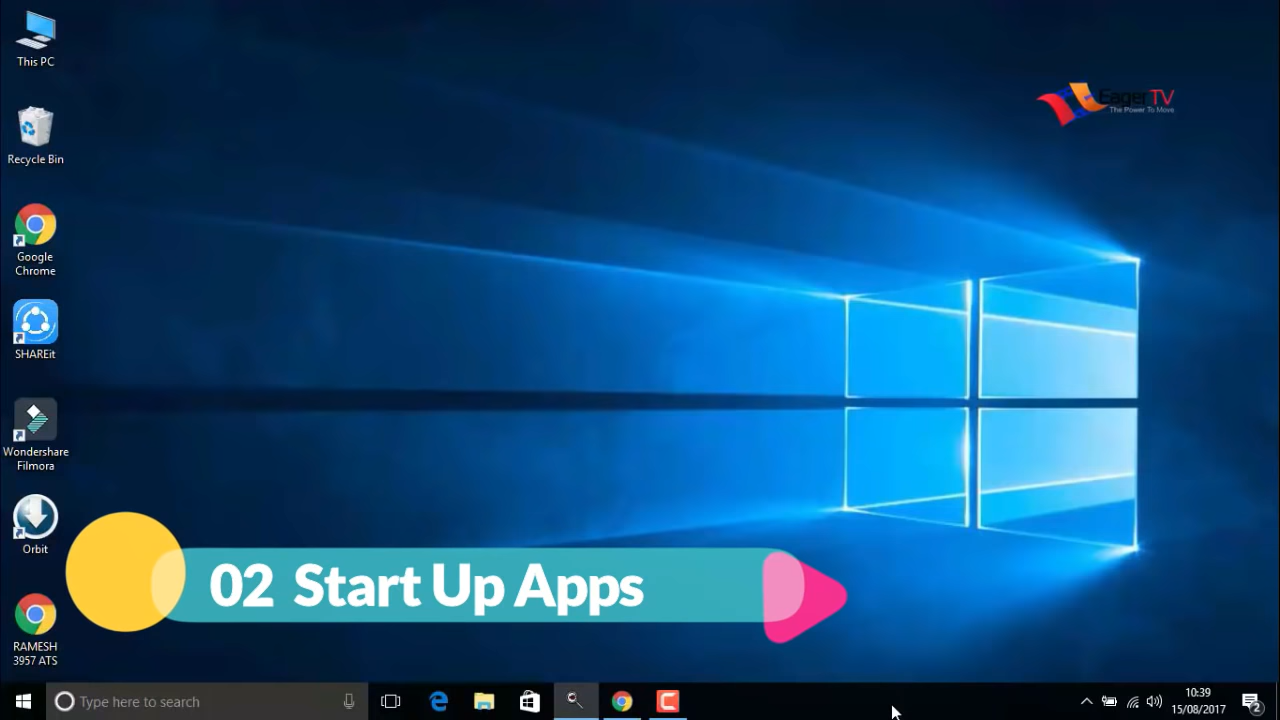 This PC
Recycle Bin
Google
Chrome
SHAREit
Wondershare
Filmora
Orbit
RAMESH
3957 ATS
EagerTV
The Power To Move
02 Start Up Apps
Type here to search
10:39
15/08/2017
2